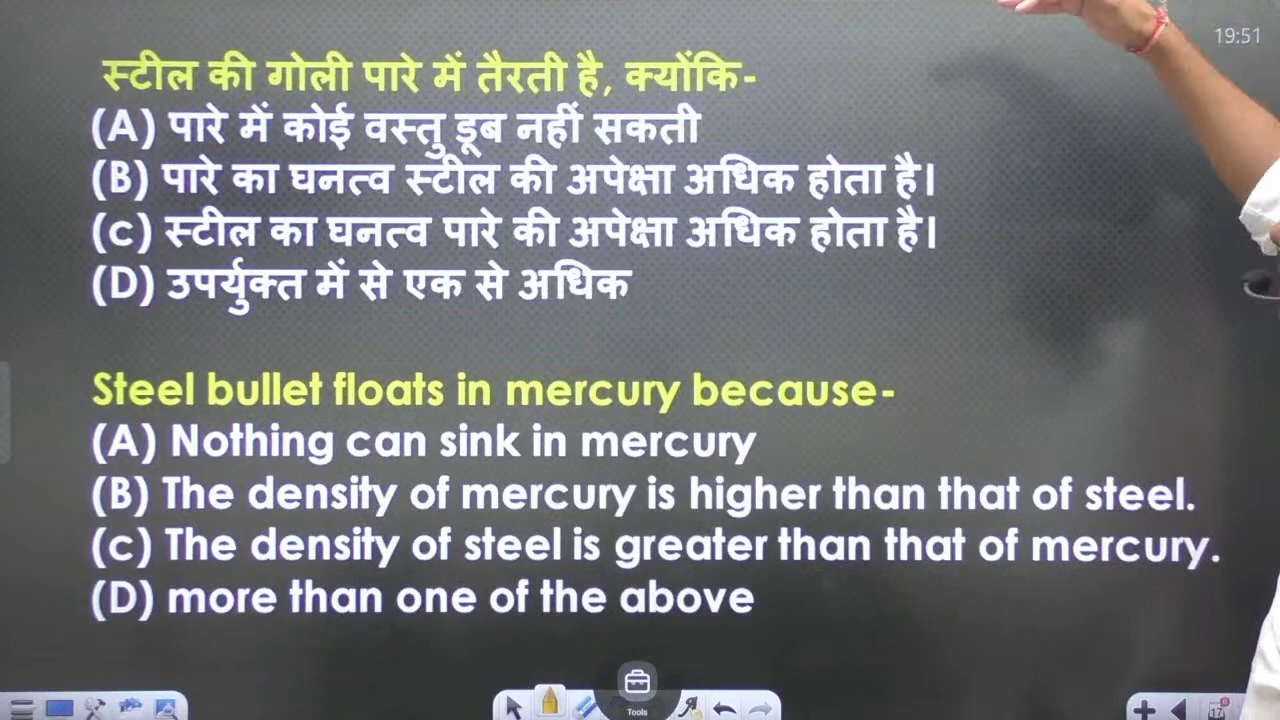 19:51
स्टील की गोली पारे में तैरती है, क्योंकि-
(A) पारे में कोई वस्तु डूब नहीं सकती
(B) पारे का घनत्व स्टील की अपेक्षा अधिक होता है।
(c) स्टील का घनत्व पारे की अपेक्षा अधिक होता है।
(D) उपर्युक्त में से एक से अधिक
Steel bullet floats in mercury because-
(A) Nothing can sink in mercury
(B) The density of mercury is higher than that of steel.
(c) The density of steel is greater than that of mercury.
(D) more than one of the above
Tools
17